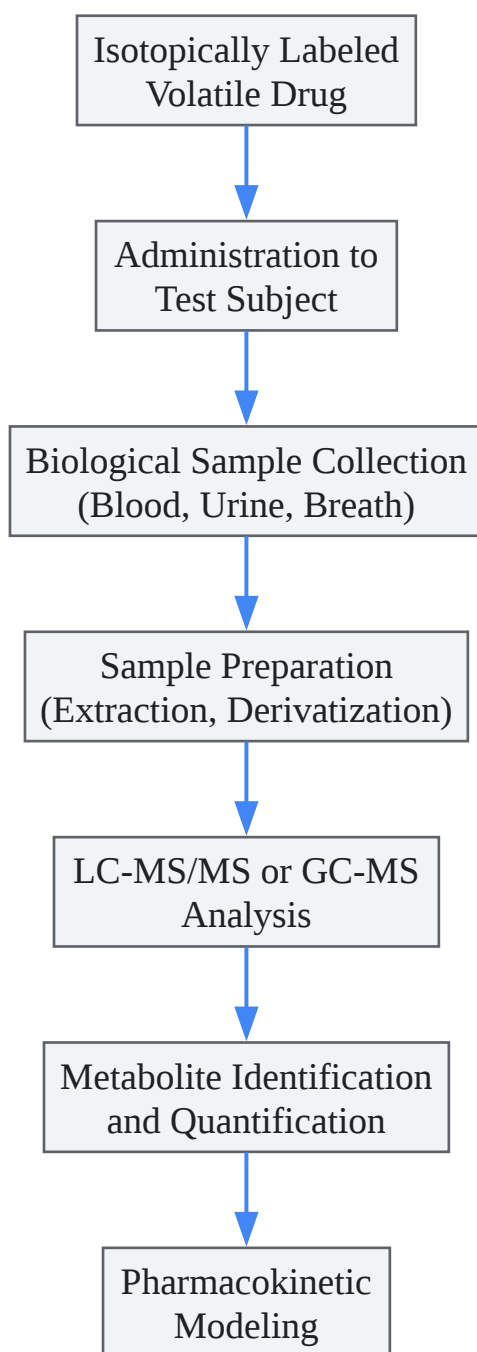 Isotopically Labeled
Volatile Drug
Administration to
Test Subject
Biological Sample Collection
(Blood, Urine, Breath)
Sample Preparation
(Extraction, Derivatization)
LC-MS/MS or GC-MS
Analysis
Metabolite Identification
and Quantification
Pharmacokinetic
Modeling